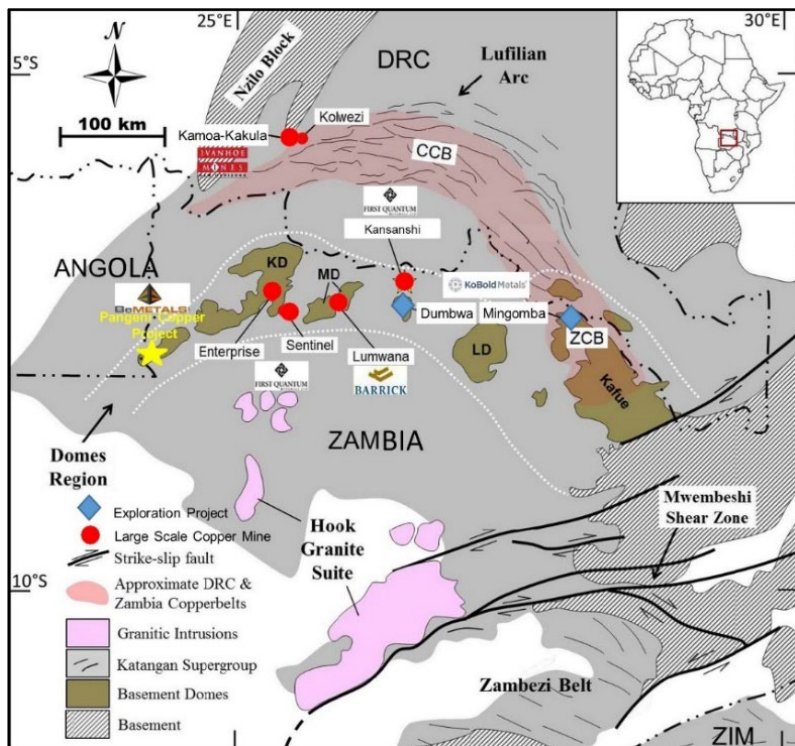 25°E
30°E
N
5°S
100 km
Nzilo Block
DRC
Lufilian
Arc
Kolwezi
Kamoa-Kakula
IVANHOE
MINES
CCB
FIRST QUANTUM
Kansanshi
ANGOLA
KD
MD
KoBold Metals
BeMETALS
Pangeni Copper
Project
Dumbwa
Mingomba
Enterprise
Sentinel
Lumwana
LD
ZCB
Kafue
FIRST QUANTUM
BARRICK
ZAMBIA
Domes
Region
Hook
Granite
Suite
Mwembeshi
Shear Zone
10°S
Zambezi Belt
ZIM
Exploration Project
Large Scale Copper Mine
Strike-slip fault
Approximate DRC &
Zambia Copperbelts
Granitic Intrusions
Katangan Supergroup
Basement Domes
Basement